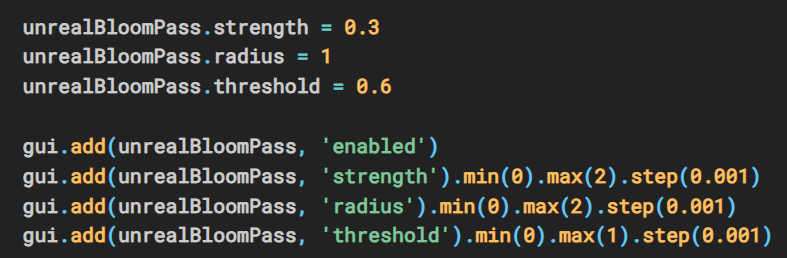 unrealBloomPass.strength = 0.3
unrealBloomPass.radius = 1
unrealBloomPass.threshold = 0.6
gui.add(unrealBloomPass, 'enabled')
gui.add(unrealBloomPass, 'strength').min(0).max(2).step(0.001)
gui.add(unrealBloomPass, 'radius').min(0).max(2).step(0.001)
gui.add(unrealBloomPass, 'threshold').min(0).max(1).step(0.001)